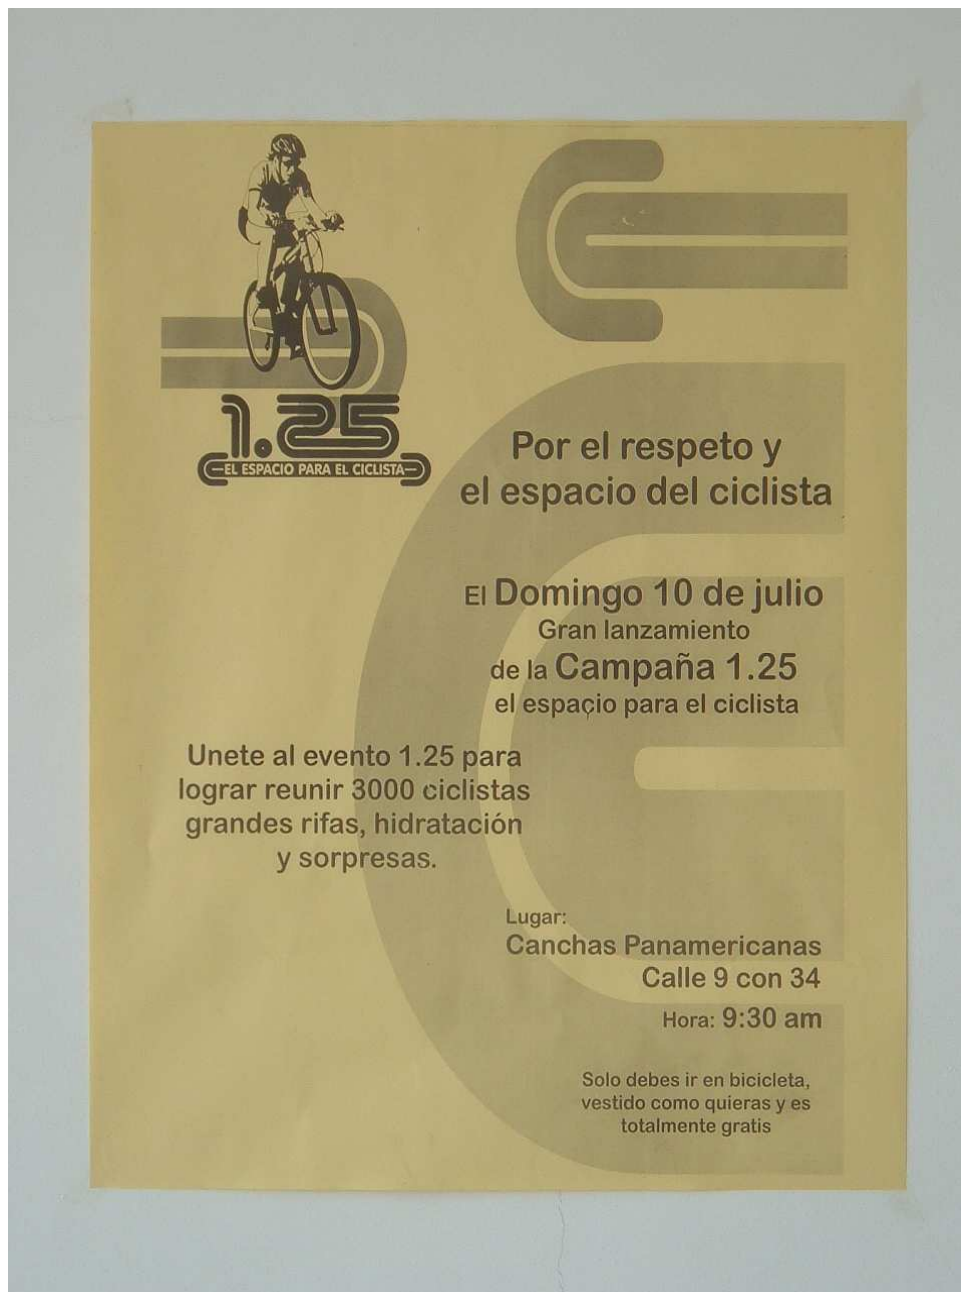 1.25
EL ESPACIO PARA EL CICLISTA
Por el respeto y
el espacio del ciclista
El Domingo 10 de julio
Gran lanzamiento
de la Campaña 1.25
el espacio para el ciclista
Unete al evento 1.25 para
lograr reunir 3000 ciclistas
grandes rifas, hidratación
y sorpresas.
Lugar:
Canchas Panamericanas
Calle 9 con 34
Hora: 9:30 am
Solo debes ir en bicicleta,
vestido como quieras y es
totalmente gratis